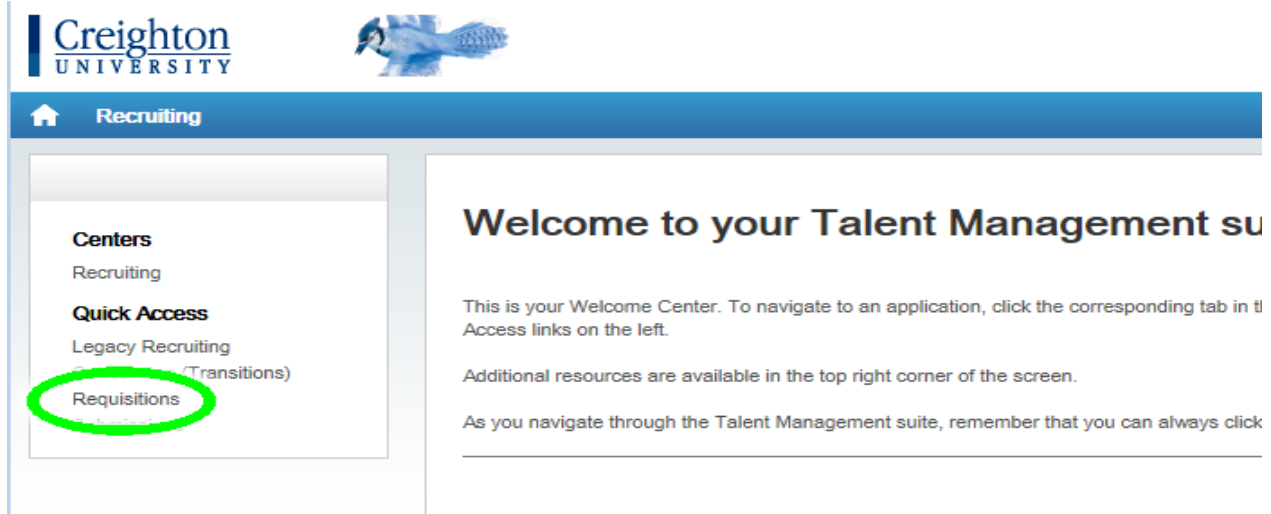 Creighton
UNIVERSITY
Recruiting
Centers
Recruiting
Quick Access
Legacy Recruiting
(Transitions)
Requisitions
Welcome to your Talent Management su
This is your Welcome Center. To navigate to an application, click the corresponding tab in t
Access links on the left.
Additional resources are available in the top right corner of the screen.
As you navigate through the Talent Management suite, remember that you can always click